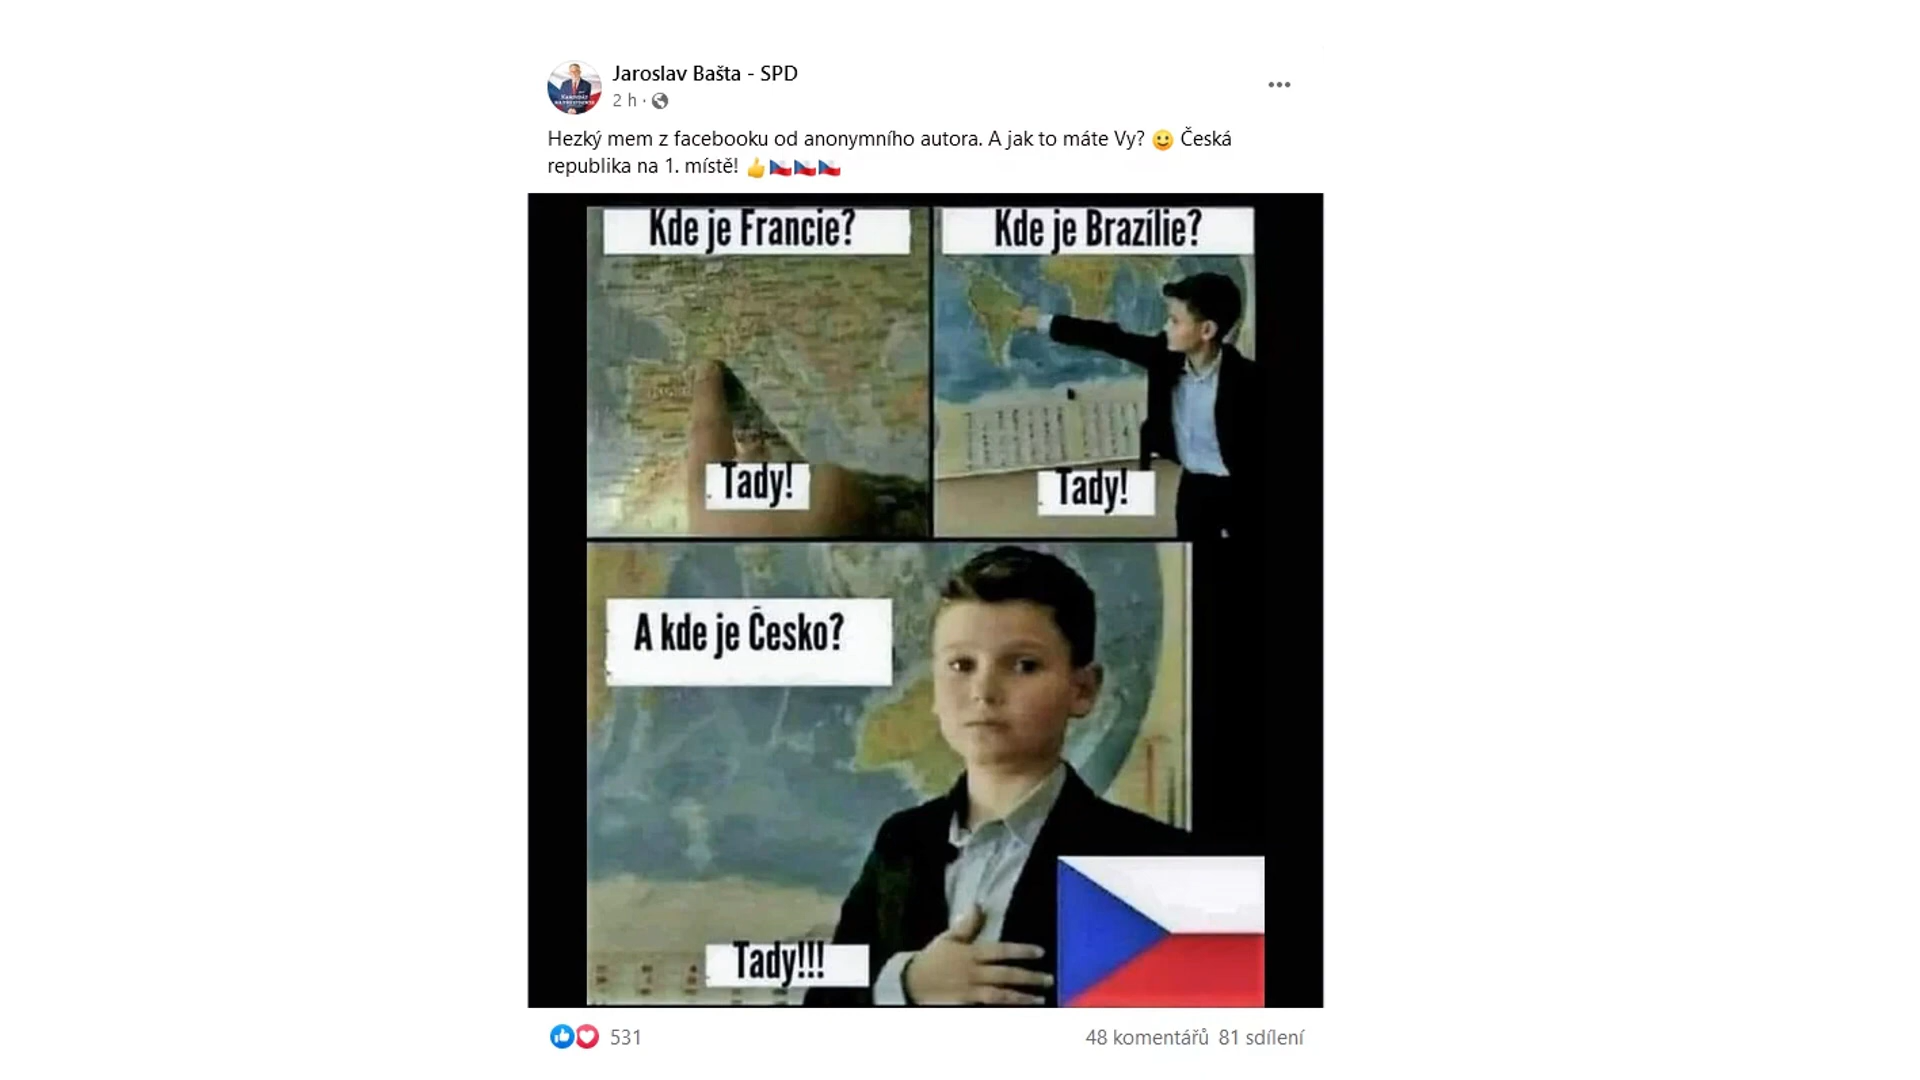 Jaroslav Bašta - SPD
2 h ·
Hezký mem z facebooku od anonymního autora. A jak to máte Vy? 🙂 Česká
republika na 1. místě! 👍🇨🇿🇨🇿🇨🇿
Kde je Francie?
Tady!
Kde je Brazílie?
Tady!
A kde je Česko?
Tady!!!
531
48 komentářů 81 sdílení